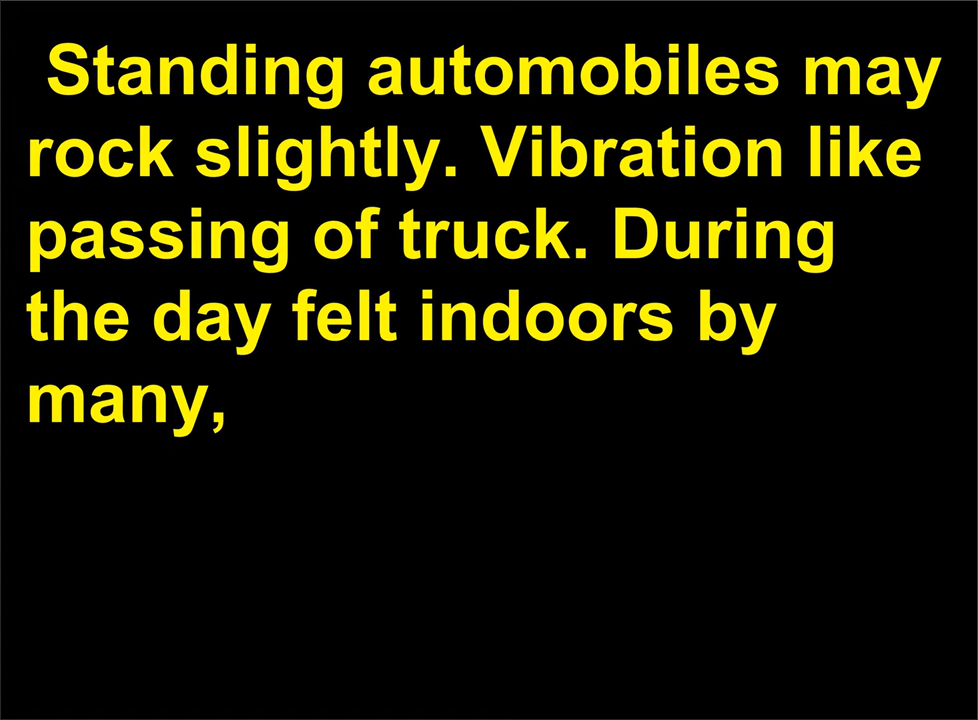 Standing automobiles may
rock slightly. Vibration like
passing of truck. During
the day felt indoors by
many,